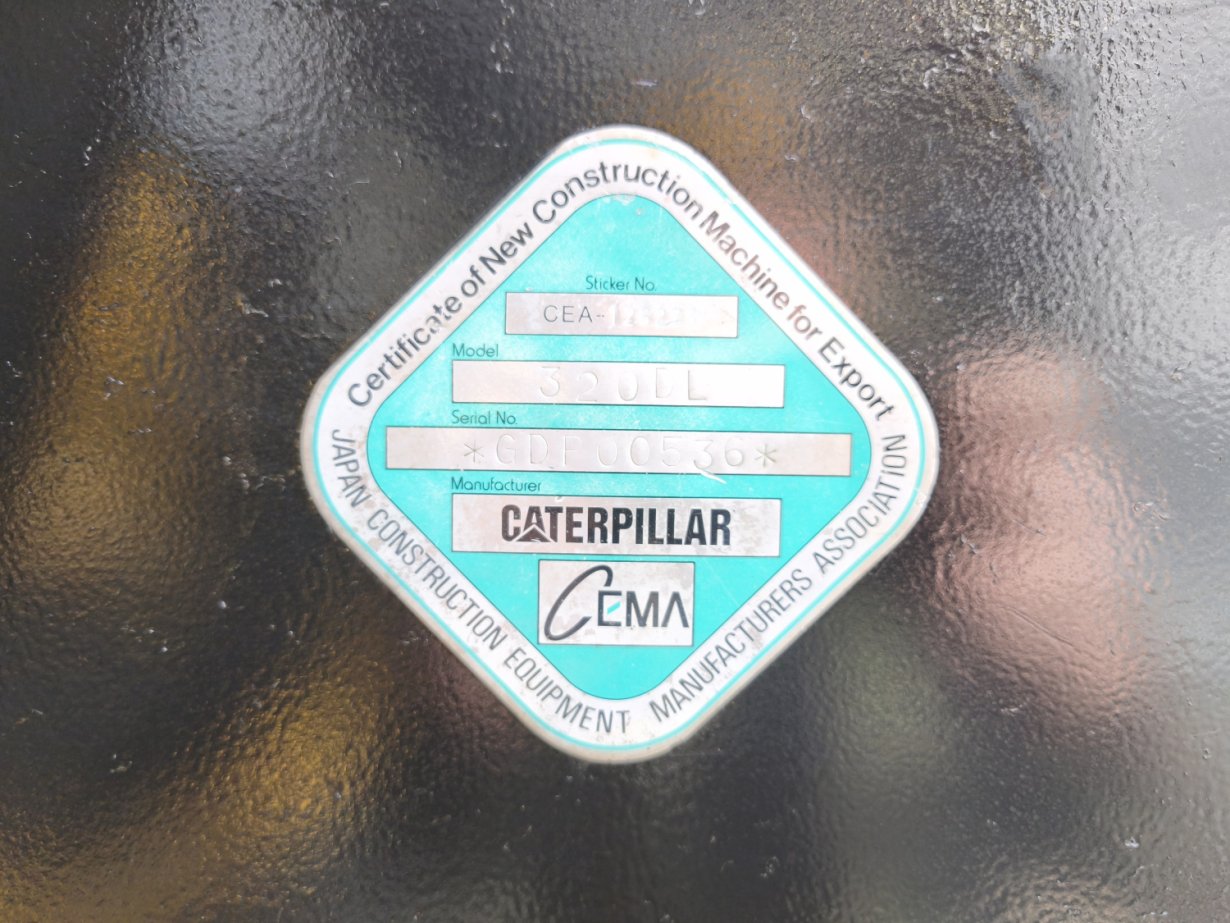 Certificate of New Construction Machine for Export
Sticker No.
CEA-
Model
320DL
Serial No.
*GDP00536*
Manufacturer
CATERPILLAR
CEMA
JAPAN CONSTRUCTION EQUIPMENT MANUFACTURERS ASSOCIATION